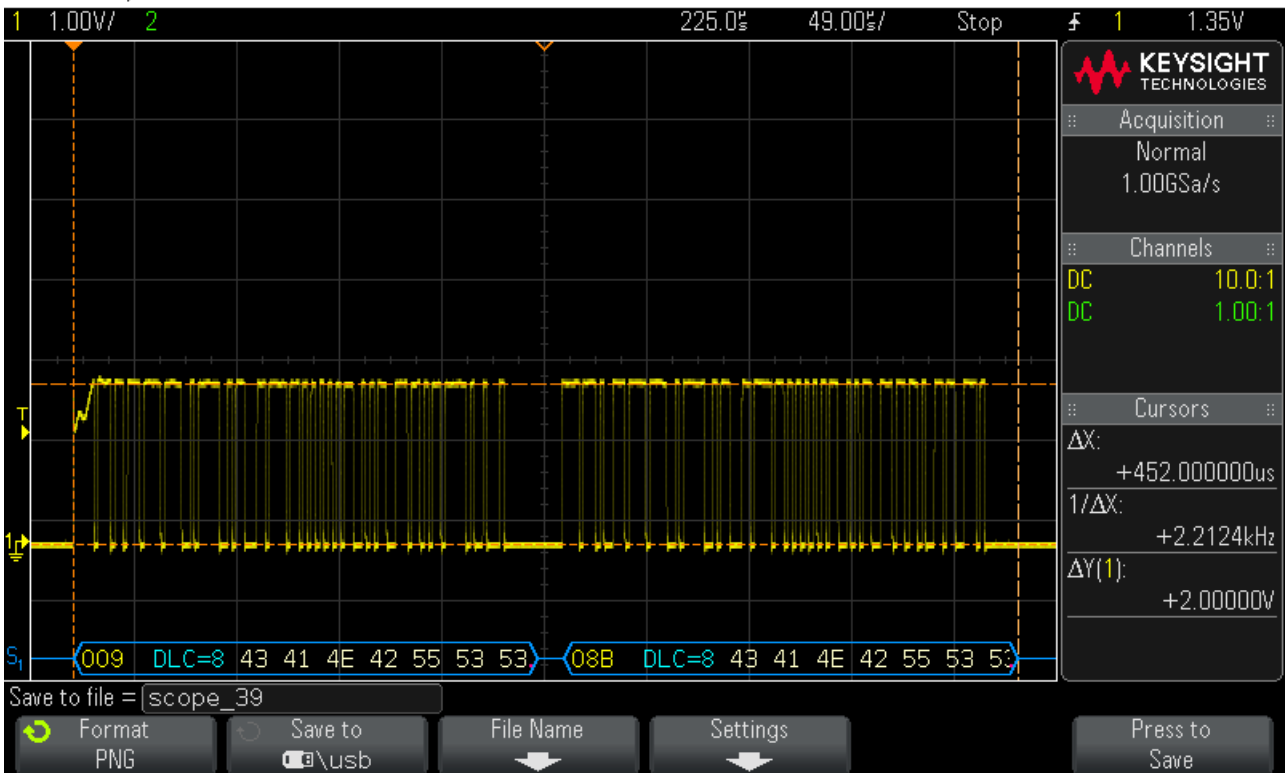 1 1.00V/ 2 225.0s 49.00s/ Stop 1 1.35V
KEYSIGHT
TECHNOLOGIES
Acquisition
Normal
1.00GSa/s
Channels
DC 10.0:1
DC 1.00:1
Cursors
ΔX:
+452.000000us
1/ΔX:
+2.2124kHz
ΔY(1):
+2.00000V
T
1
S1 009 DLC=8 43 41 4E 42 55 53 53 08B DLC=8 43 41 4E 42 55 53 53
Save to file = scope_39
Format
PNG
Save to
\usb
File Name
Settings
Press to
Save